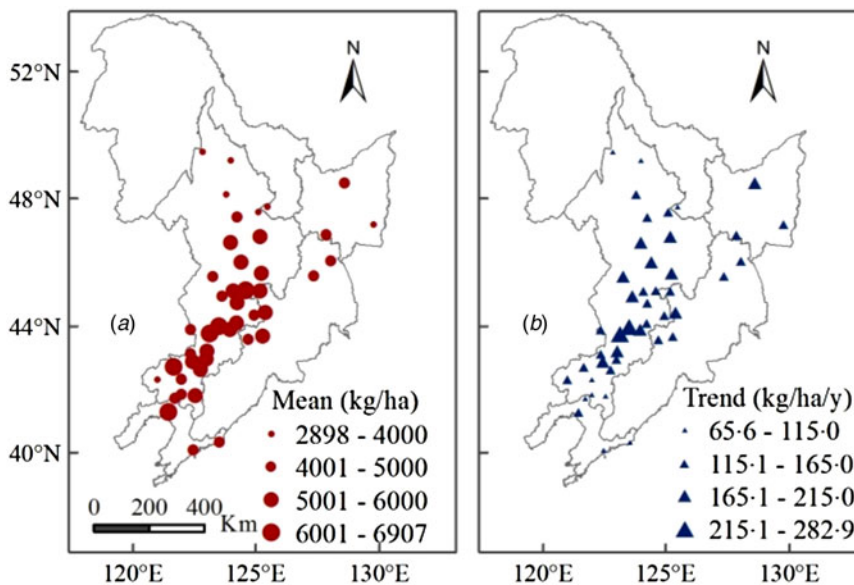 N
N
52°N
48°N
44°N
40°N
(a)
(b)
Mean (kg/ha)
2898 - 4000
4001 - 5000
5001 - 6000
6001 - 6907
0 200 400
Km
Trend (kg/ha/y)
65·6 - 115·0
115·1 - 165·0
165·1 - 215·0
215·1 - 282·9
120°E 125°E 130°E
120°E 125°E 130°E